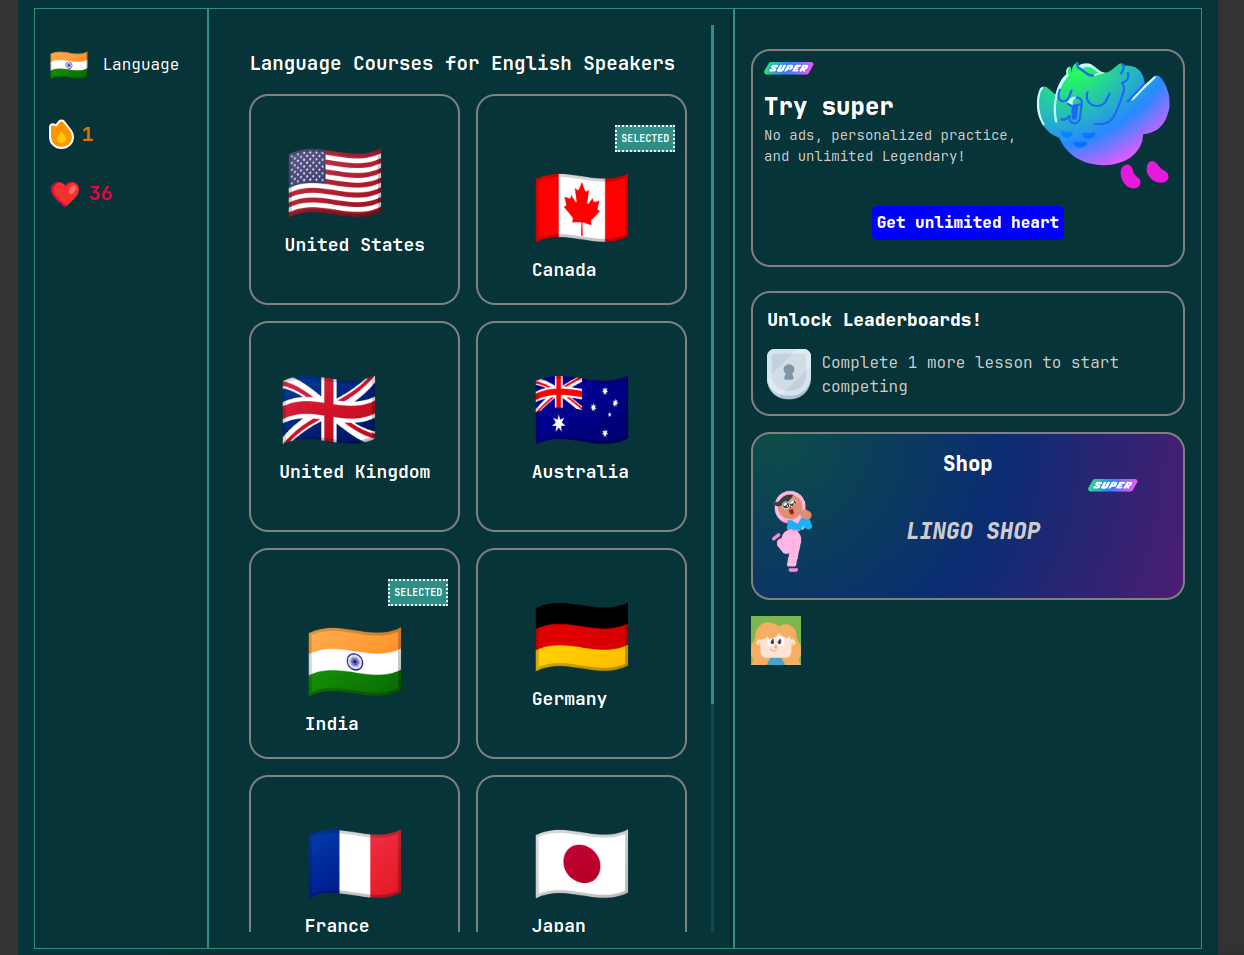 Language
1
36
Language Courses for English Speakers
United States
SELECTED
Canada
United Kingdom
Australia
SELECTED
India
Germany
France
Japan
SUPER
Try super
No ads, personalized practice,
and unlimited Legendary!
Get unlimited heart
Unlock Leaderboards!
Complete 1 more lesson to start
competing
Shop
SUPER
LINGO SHOP